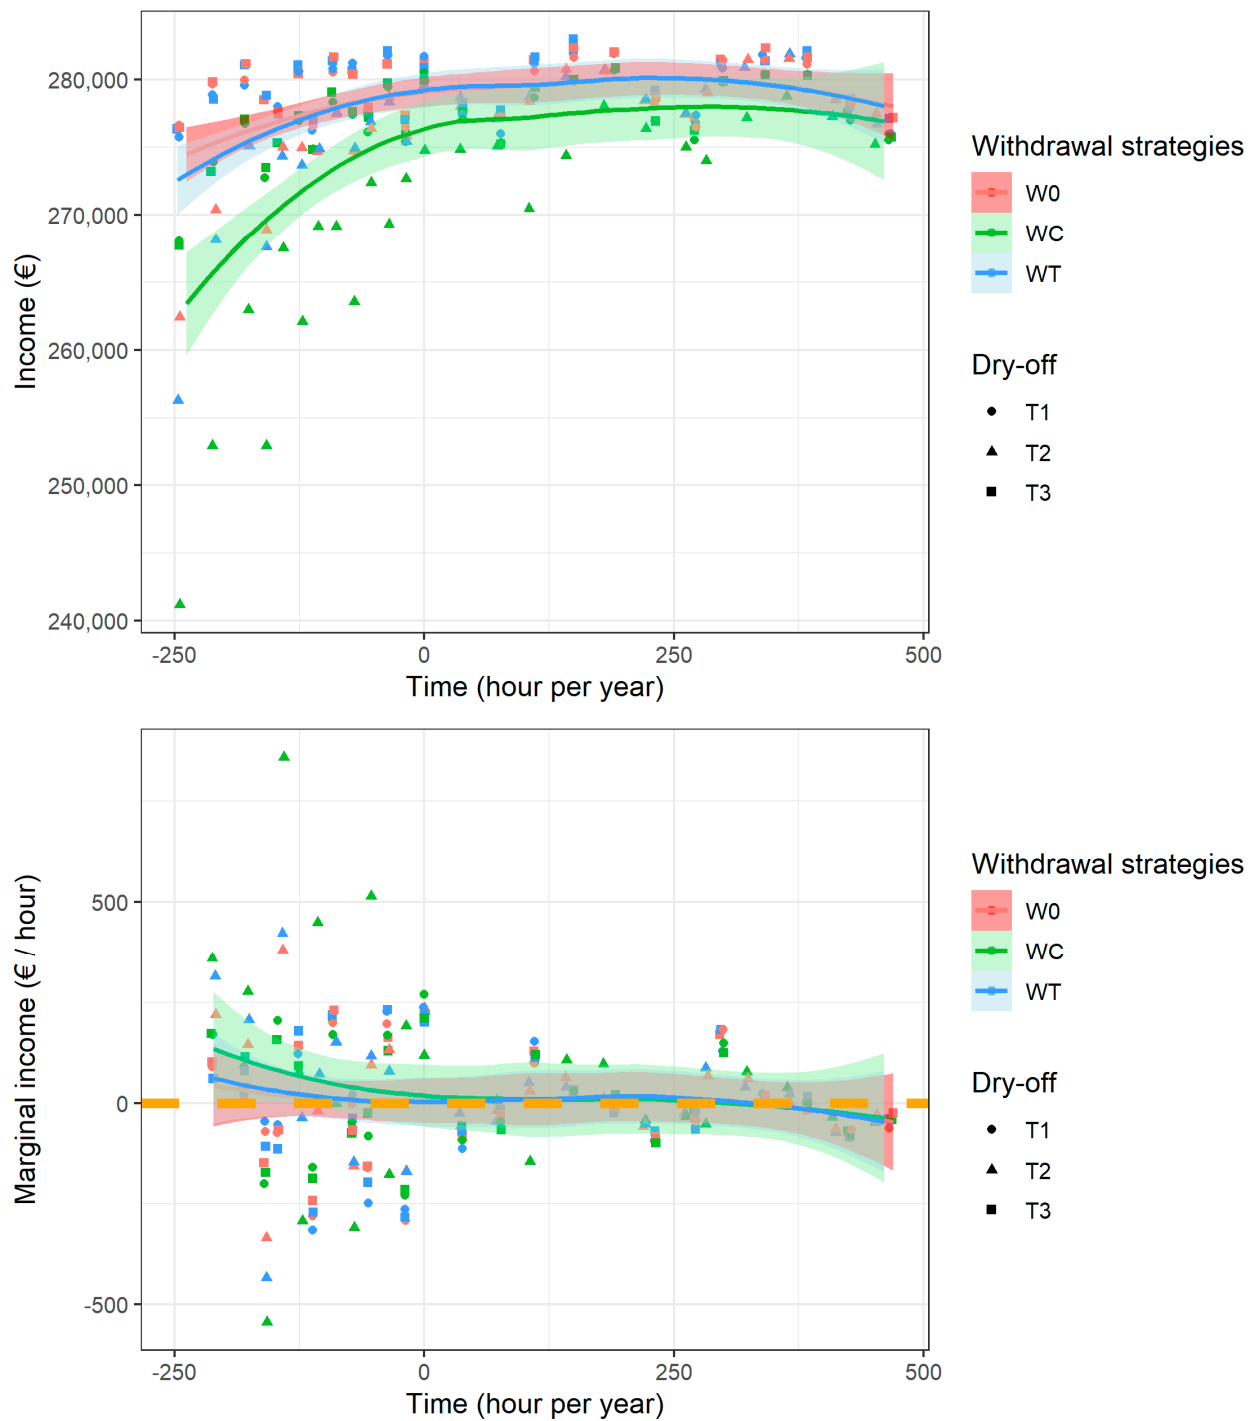 280,000
270,000
260,000
250,000
240,000
Income (€)
-250 0 250 500
Time (hour per year)
Withdrawal strategies
W0
WC
WT
Dry-off
T1
T2
T3
500
0
-500
Marginal income (€ / hour)
-250 0 250 500
Time (hour per year)
Withdrawal strategies
W0
WC
WT
Dry-off
T1
T2
T3